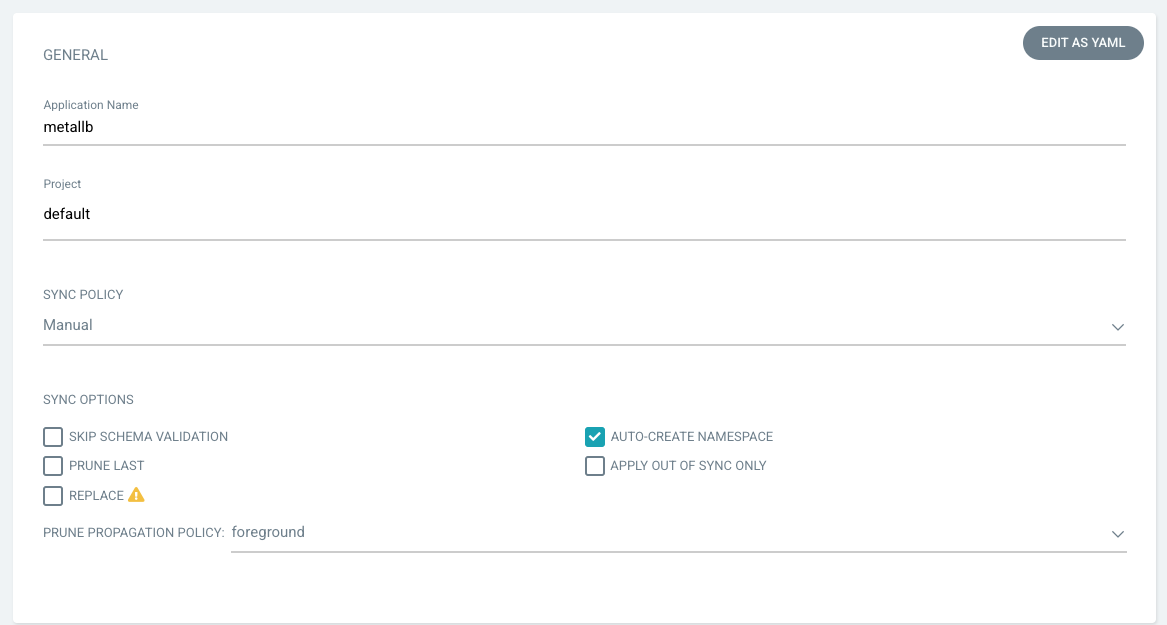 GENERAL
EDIT AS YAML
Application Name
metallb
Project
default
SYNC POLICY
Manual
SYNC OPTIONS
SKIP SCHEMA VALIDATION
AUTO-CREATE NAMESPACE
PRUNE LAST
APPLY OUT OF SYNC ONLY
REPLACE
PRUNE PROPAGATION POLICY: foreground